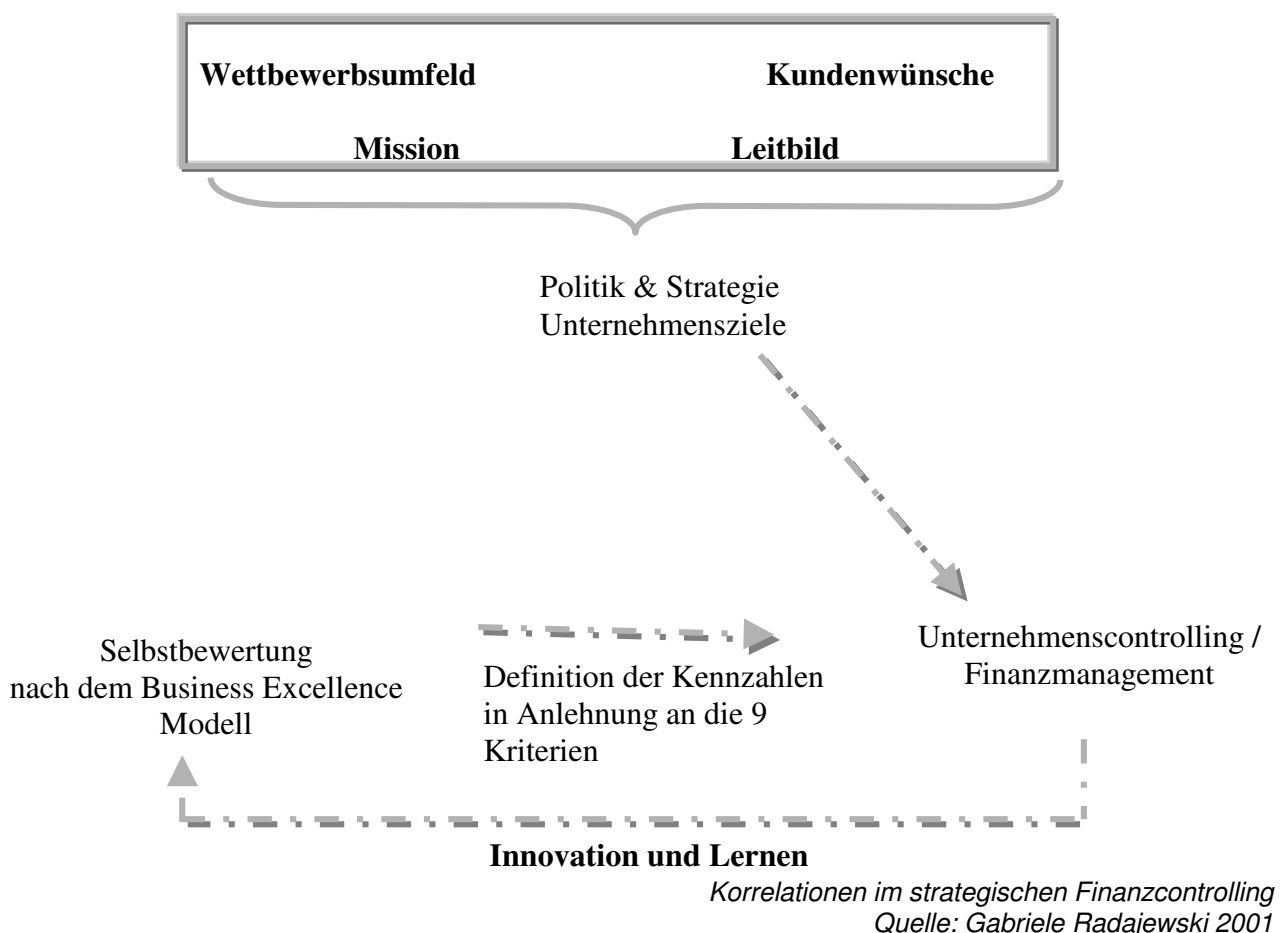 Wettbewerbsumfeld Kundenwünsche
Mission Leitbild
Politik & Strategie
Unternehmensziele
Selbstbewertung
nach dem Business Excellence
Modell
Definition der Kennzahlen
in Anlehnung an die 9
Kriterien
Unternehmenscontrolling /
Finanzmanagement
Innovation und Lernen
Korrelationen im strategischen Finanzcontrolling
Quelle: Gabriele Radajewski 2001